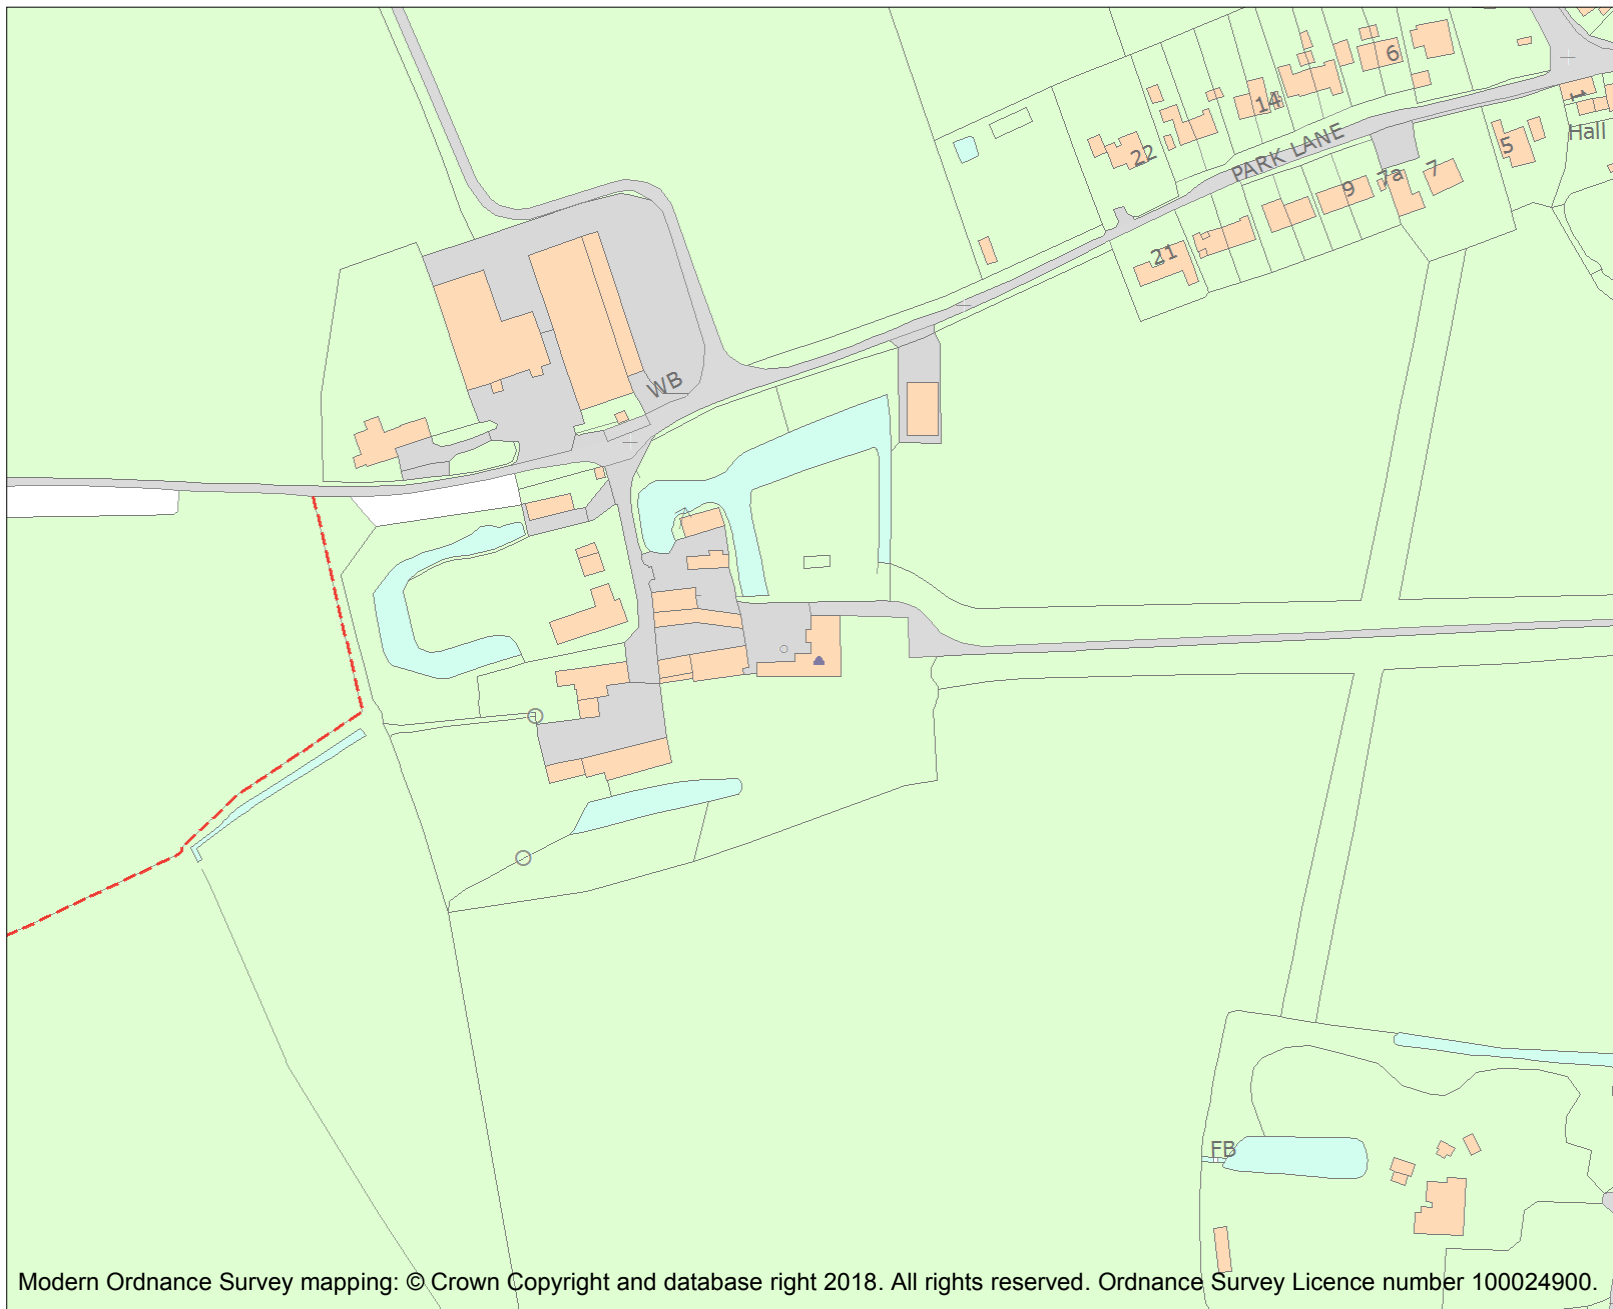 6
14
1
Hall
22
PARK LANE
5
7
7a
9
21
WB
FB
Modern Ordnance Survey mapping: © Crown Copyright and database right 2018. All rights reserved. Ordnance Survey Licence number 100024900.